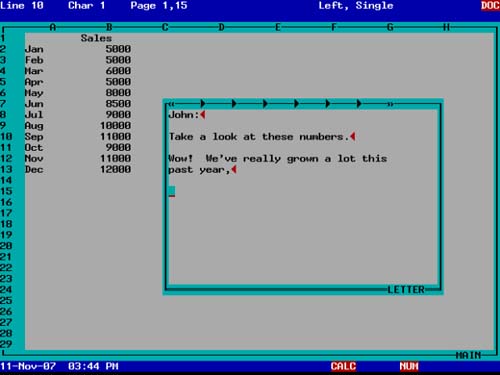 Line 10 Char 1 Page 1,15 Left, Single DOC
A B C D E F G H
1 Sales
2 Jan 5000
3 Feb 5000
4 Mar 6000
5 Apr 5000
6 May 8000
7 Jun 8500
8 Jul 9000
9 Aug 10000
10 Sep 11000
11 Oct 9000
12 Nov 11000
13 Dec 12000
14
15
16
17
18
19
20
21
22
23
24
25
26
27
28
29
John:
Take a look at these numbers.
Wow! We've really grown a lot this
past year,
LETTER
MAIN
11-Nov-07 03:44 PM CALC NUM